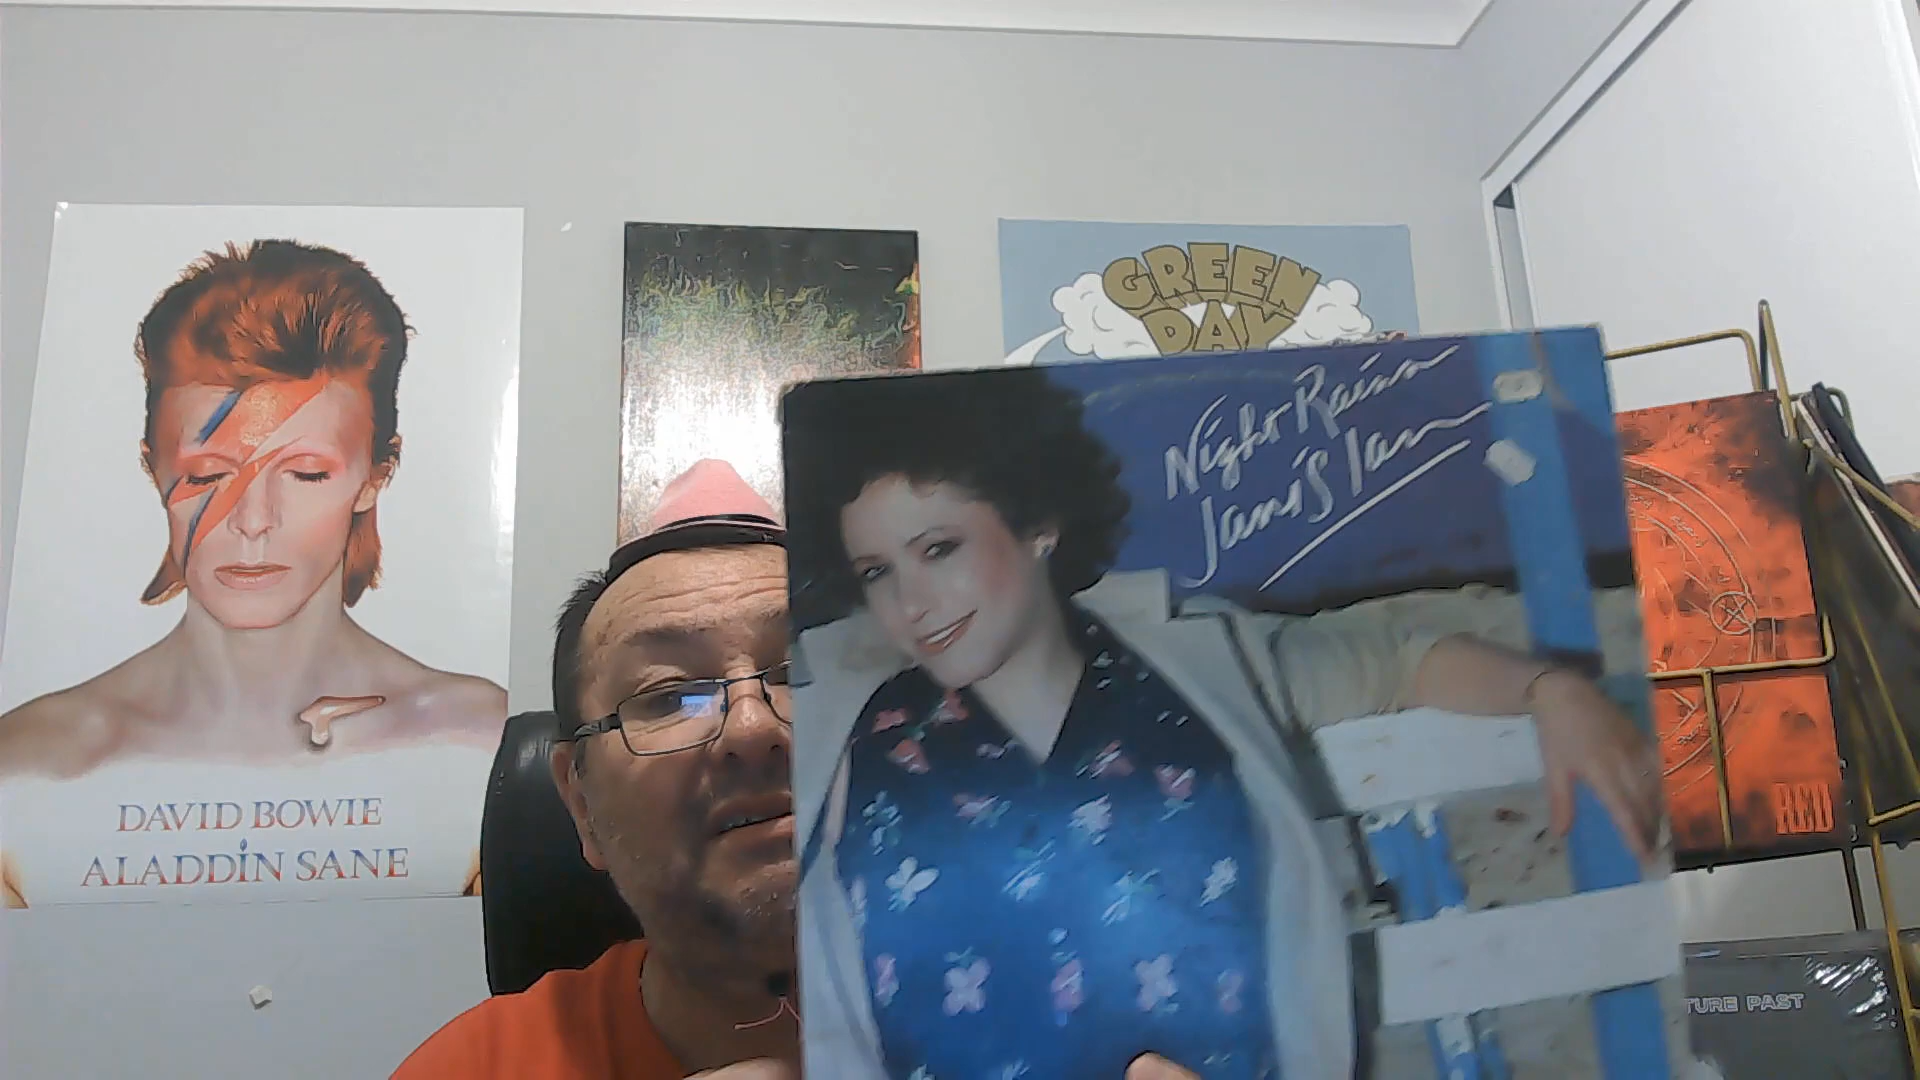 DAVID BOWIE
ALADDIN SANE
GREEN
DAY
Night Rains
Janis Ian
TURE PAST